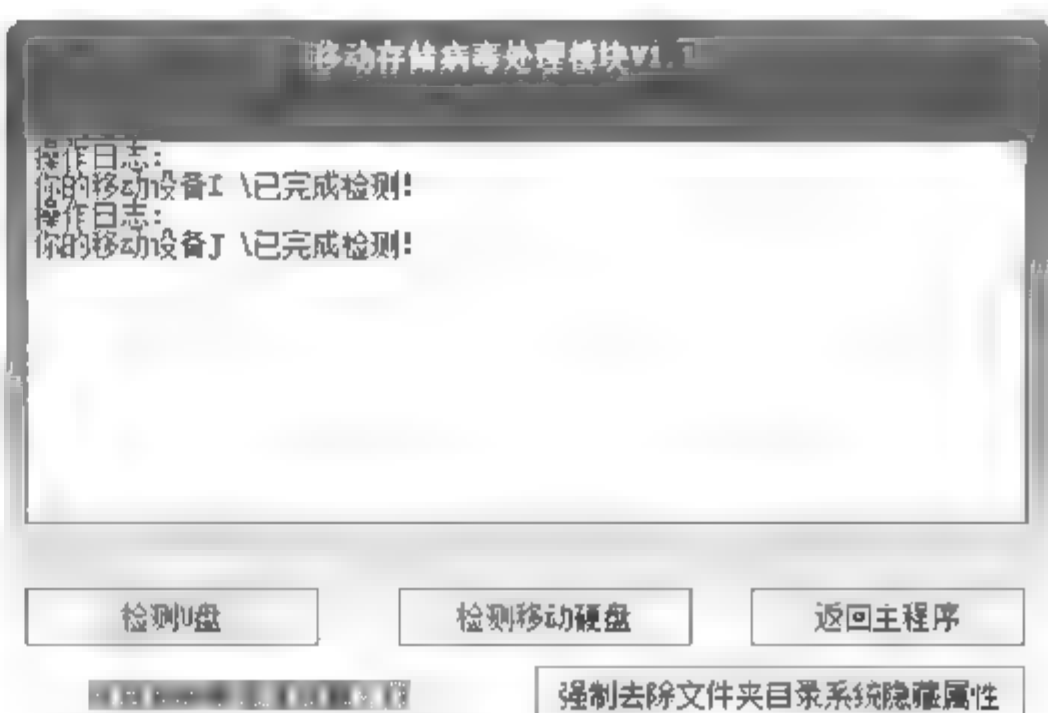 移动存储病毒处理模块V1.1
操作日志:
你的移动设备I \已完成检测!
操作日志:
你的移动设备J \已完成检测!
检测U盘
检测移动硬盘
返回主程序
强制去除文件夹目录系统隐藏属性